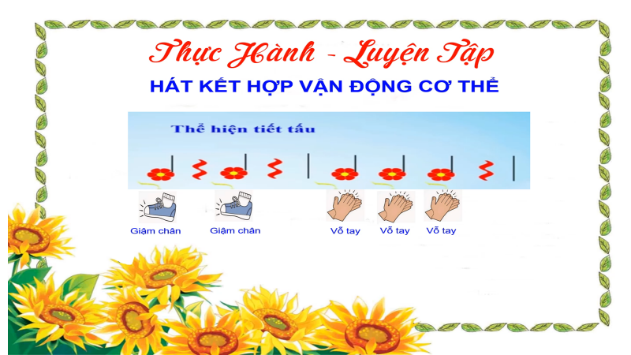 Thực Hành - Luyện Tập
HÁT KẾT HỢP VẬN ĐỘNG CƠ THỂ
Thể hiện tiết tấu
Giậm chân Giậm chân Vỗ tay Vỗ tay Vỗ tay